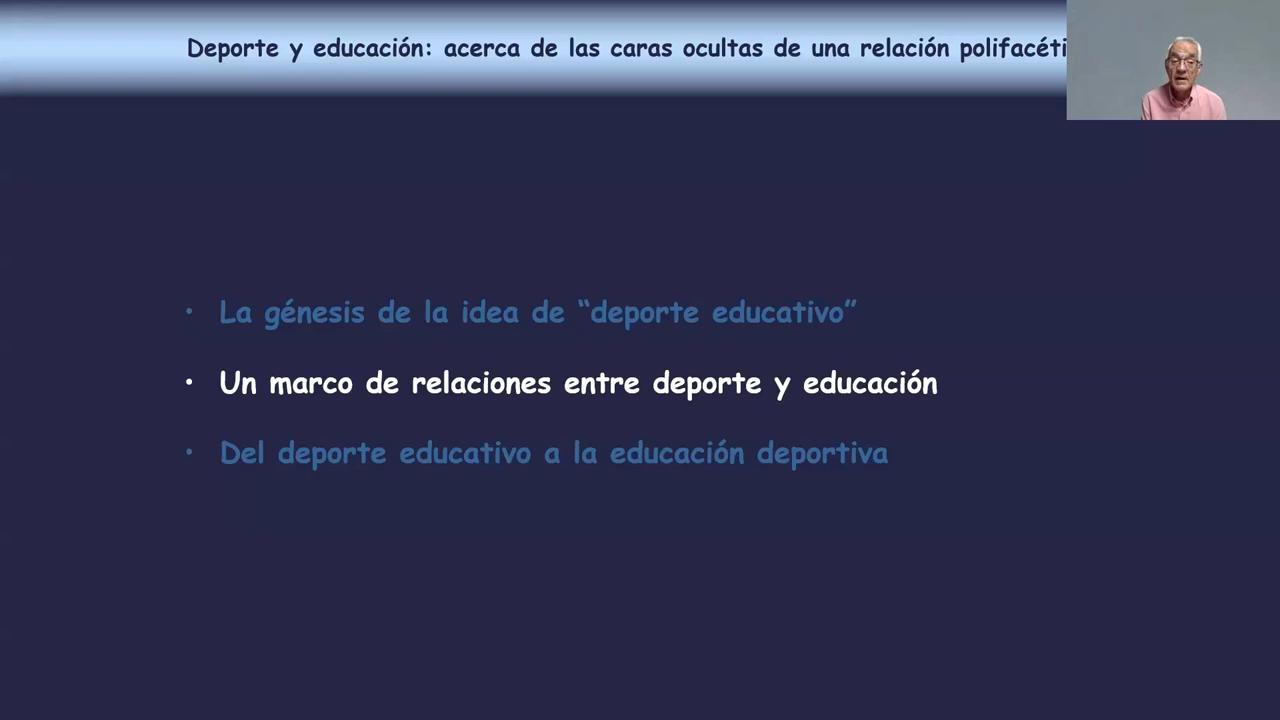 Deporte y educación: acerca de las caras ocultas de una relación polifacéti
• La génesis de la idea de “deporte educativo”
• Un marco de relaciones entre deporte y educación
• Del deporte educativo a la educación deportiva